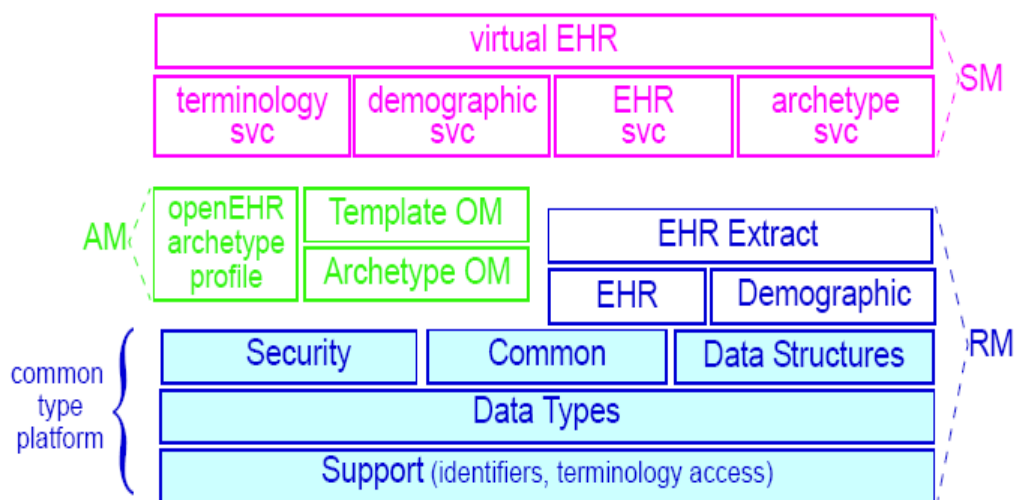 virtual EHR
SM
terminology
svc
demographic
svc
EHR
svc
archetype
svc
AM
openEHR
archetype
profile
Template OM
Archetype OM
EHR Extract
EHR
Demographic
RM
common
type
platform
Security
Common
Data Structures
Data Types
Support (identifiers, terminology access)